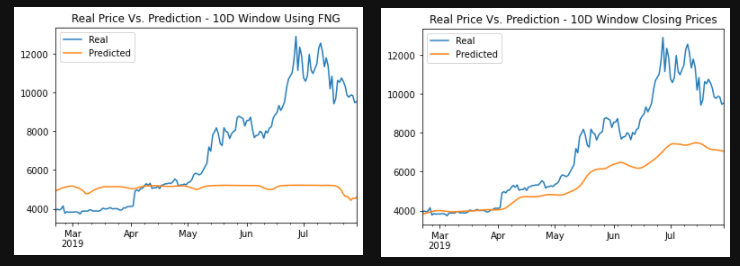 Real Price Vs. Prediction - 10D Window Using FNG
Real
Predicted
12000
10000
8000
6000
4000
Mar
2019
Apr
May
Jun
Jul
Real Price Vs. Prediction - 10D Window Closing Prices
Real
Predicted
12000
10000
8000
6000
4000
Mar
2019
Apr
May
Jun
Jul